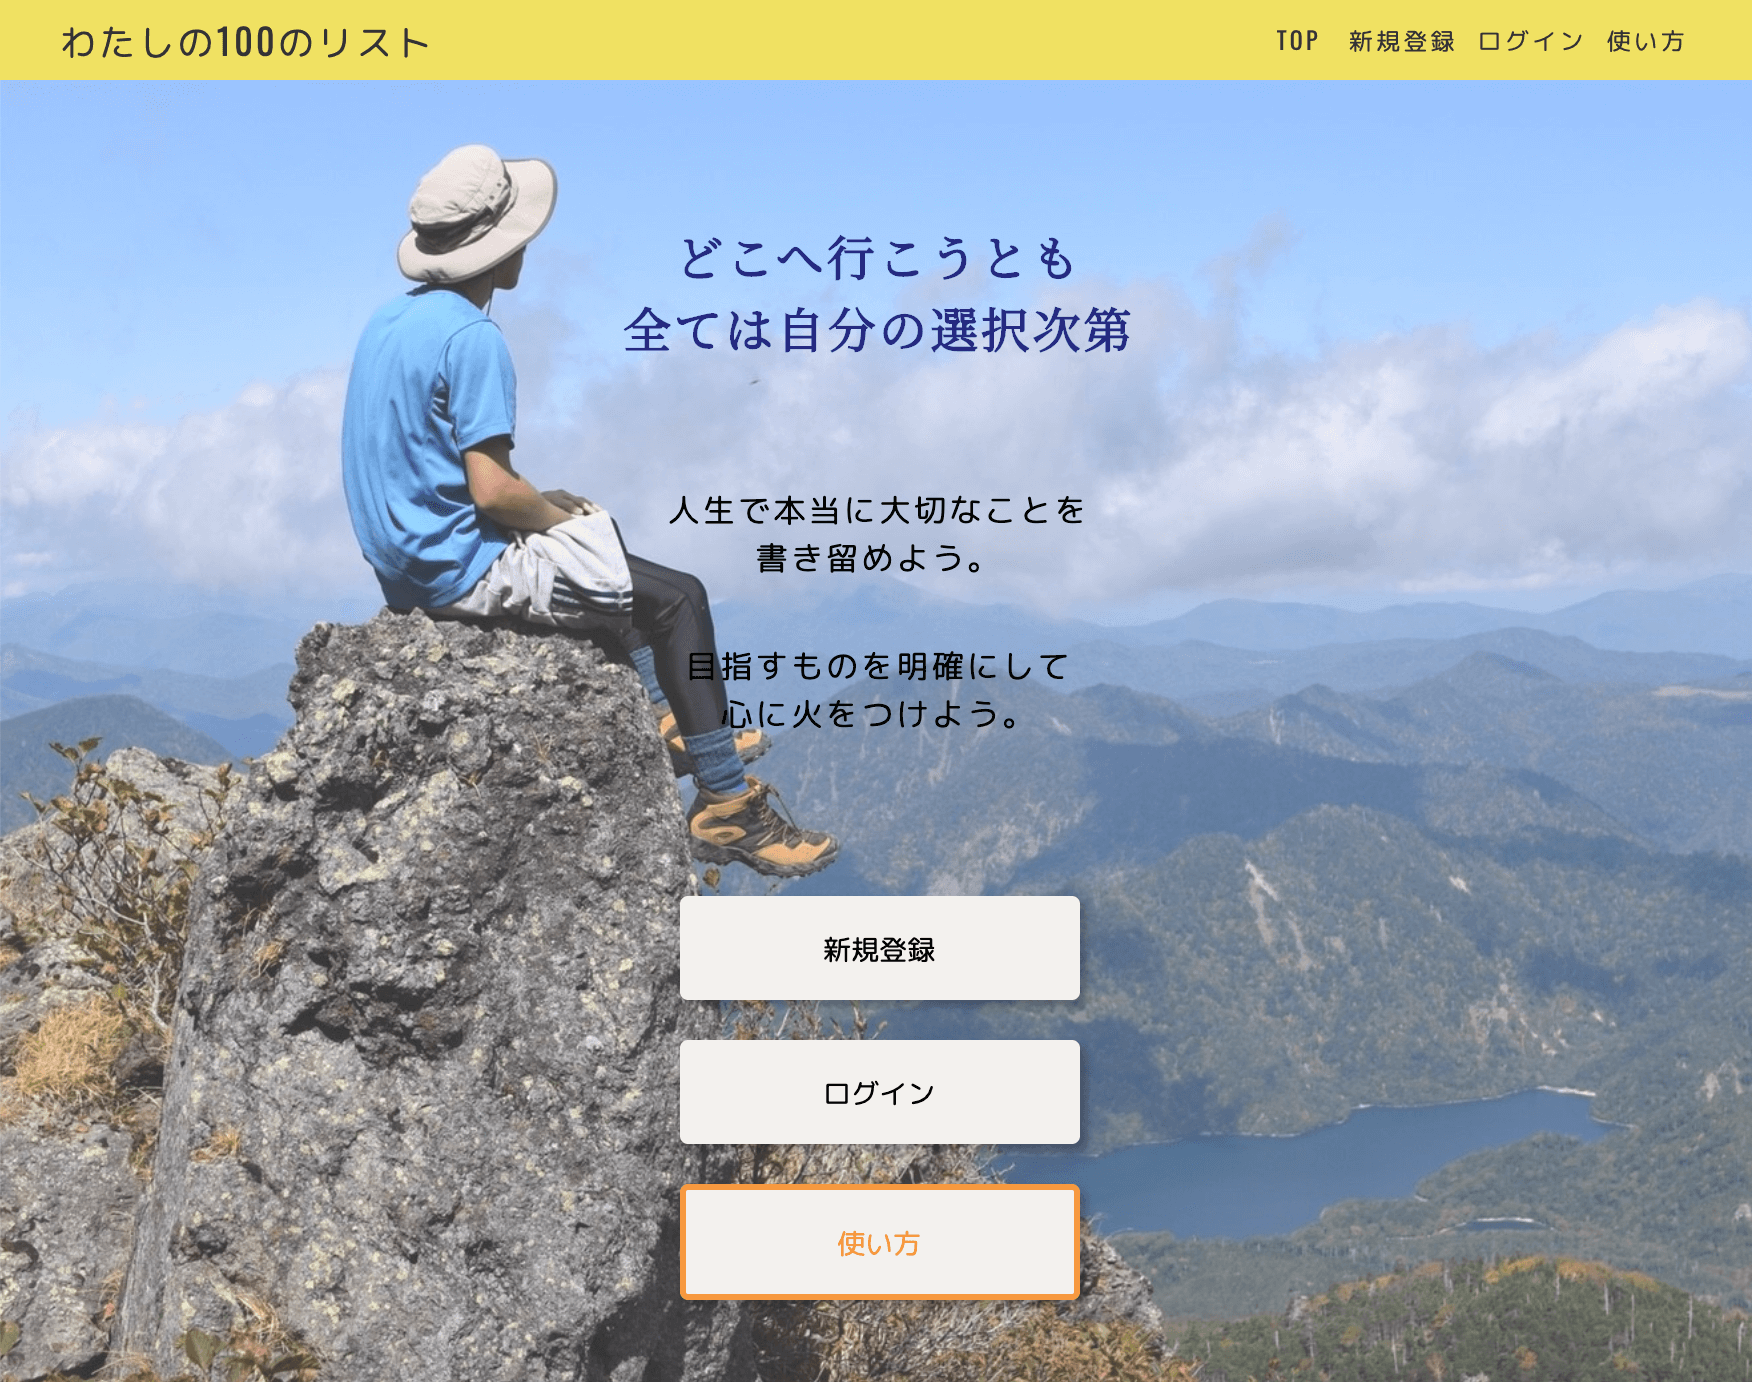 わたしの100のリスト
TOP 新規登録 ログイン 使い方
どこへ行こうとも
全ては自分の選択次第
人生で本当に大切なことを
書き留めよう。
目指すものを明確にして
心に火をつけよう。
新規登録
ログイン
使い方